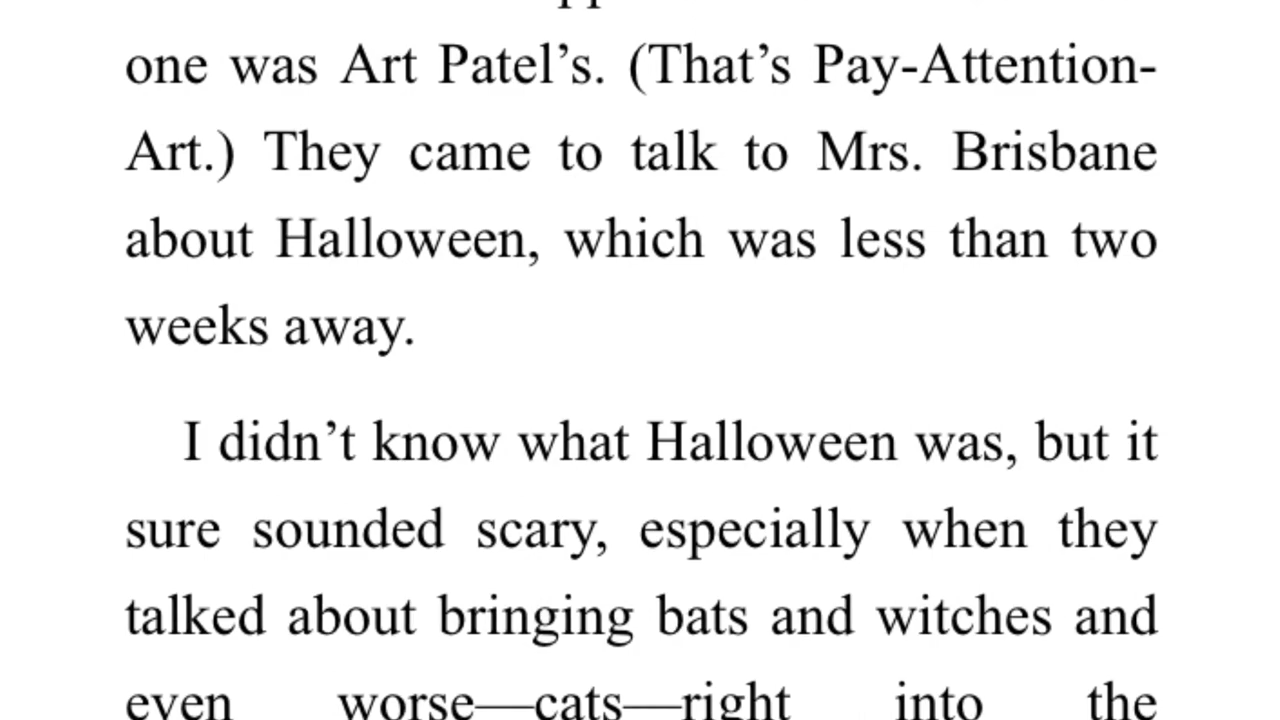 one was Art Patel’s. (That’s Pay-Attention-
Art.) They came to talk to Mrs. Brisbane
about Halloween, which was less than two
weeks away.
I didn’t know what Halloween was, but it
sure sounded scary, especially when they
talked about bringing bats and witches and
even worse—cats—right into the